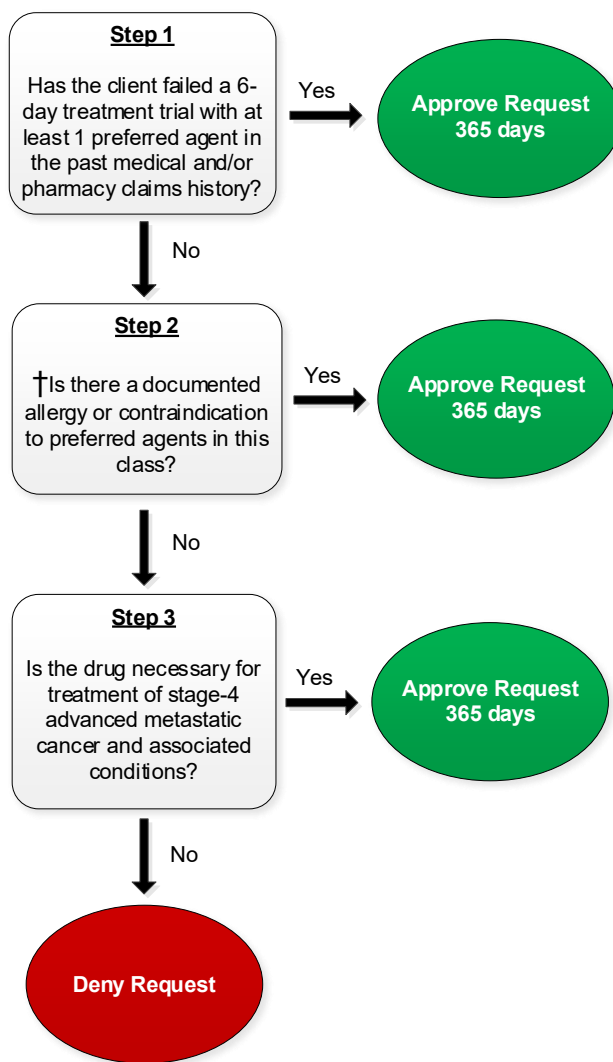 Step 1
Has the client failed a 6-
day treatment trial with at
least 1 preferred agent in
the past medical and/or
pharmacy claims history?
Yes
Approve Request
365 days
No
Step 2
†Is there a documented
allergy or contraindication
to preferred agents in this
class?
Yes
Approve Request
365 days
No
Step 3
Is the drug necessary for
treatment of stage-4
advanced metastatic
cancer and associated
conditions?
Yes
Approve Request
365 days
No
Deny Request